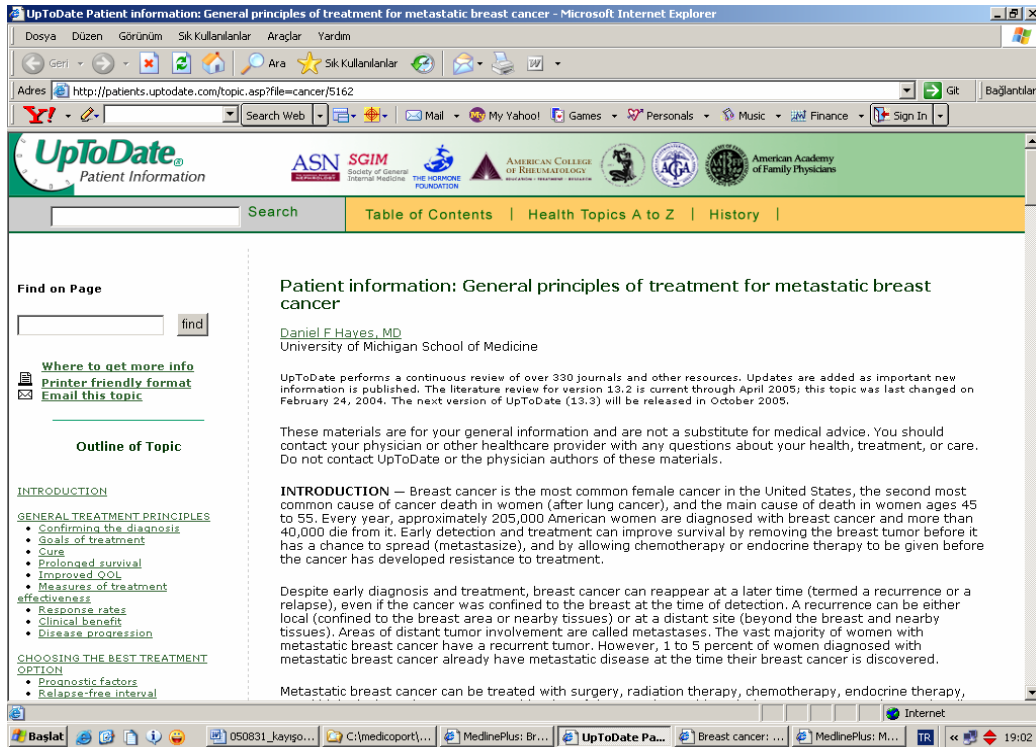 UpToDate Patient information: General principles of treatment for metastatic breast cancer - Microsoft Internet Explorer
Dosya Düzen Görünüm Sık Kullanılanlar Araçlar Yardım
Geri Ara Sık Kullanılanlar
Adres http://patients.uptodate.com/topic.asp?file=cancer/5162 Git Bağlantılar
Y! Search Web Mail My Yahoo! Games Personals Music Finance Sign In
UpToDate®
Patient Information
ASN
SGIM
Society of General
Internal Medicine
THE HORMONE
FOUNDATION
AMERICAN COLLEGE
OF RHEUMATOLOGY
EDUCATION • TREATMENT • RESEARCH
AGA
American Academy
of Family Physicians
Search Table of Contents | Health Topics A to Z | History |
Find on Page
find
Where to get more info
Printer friendly format
Email this topic
Outline of Topic
INTRODUCTION
GENERAL TREATMENT PRINCIPLES
• Confirming the diagnosis
• Goals of treatment
• Cure
• Prolonged survival
• Improved QOL
• Measures of treatment
effectiveness
• Response rates
• Clinical benefit
• Disease progression
CHOOSING THE BEST TREATMENT
OPTION
• Prognostic factors
• Relapse-free interval
Patient information: General principles of treatment for metastatic breast
cancer
Daniel F Hayes, MD
University of Michigan School of Medicine
UpToDate performs a continuous review of over 330 journals and other resources. Updates are added as important new
information is published. The literature review for version 13.2 is current through April 2005; this topic was last changed on
February 24, 2004. The next version of UpToDate (13.3) will be released in October 2005.
These materials are for your general information and are not a substitute for medical advice. You should
contact your physician or other healthcare provider with any questions about your health, treatment, or care.
Do not contact UpToDate or the physician authors of these materials.
INTRODUCTION — Breast cancer is the most common female cancer in the United States, the second most
common cause of cancer death in women (after lung cancer), and the main cause of death in women ages 45
to 55. Every year, approximately 205,000 American women are diagnosed with breast cancer and more than
40,000 die from it. Early detection and treatment can improve survival by removing the breast tumor before it
has a chance to spread (metastasize), and by allowing chemotherapy or endocrine therapy to be given before
the cancer has developed resistance to treatment.
Despite early diagnosis and treatment, breast cancer can reappear at a later time (termed a recurrence or a
relapse), even if the cancer was confined to the breast at the time of detection. A recurrence can be either
local (confined to the breast area or nearby tissues) or at a distant site (beyond the breast and nearby
tissues). Areas of distant tumor involvement are called metastases. The vast majority of women with
metastatic breast cancer have a recurrent tumor. However, 1 to 5 percent of women diagnosed with
metastatic breast cancer already have metastatic disease at the time their breast cancer is discovered.
Metastatic breast cancer can be treated with surgery, radiation therapy, chemotherapy, endocrine therapy,
Internet
Başlat 050831_kayışo... C:\medicoport\... MedlinePlus: Br... UpToDate Pa... Breast cancer: ... MedlinePlus: M... TR « 19:08